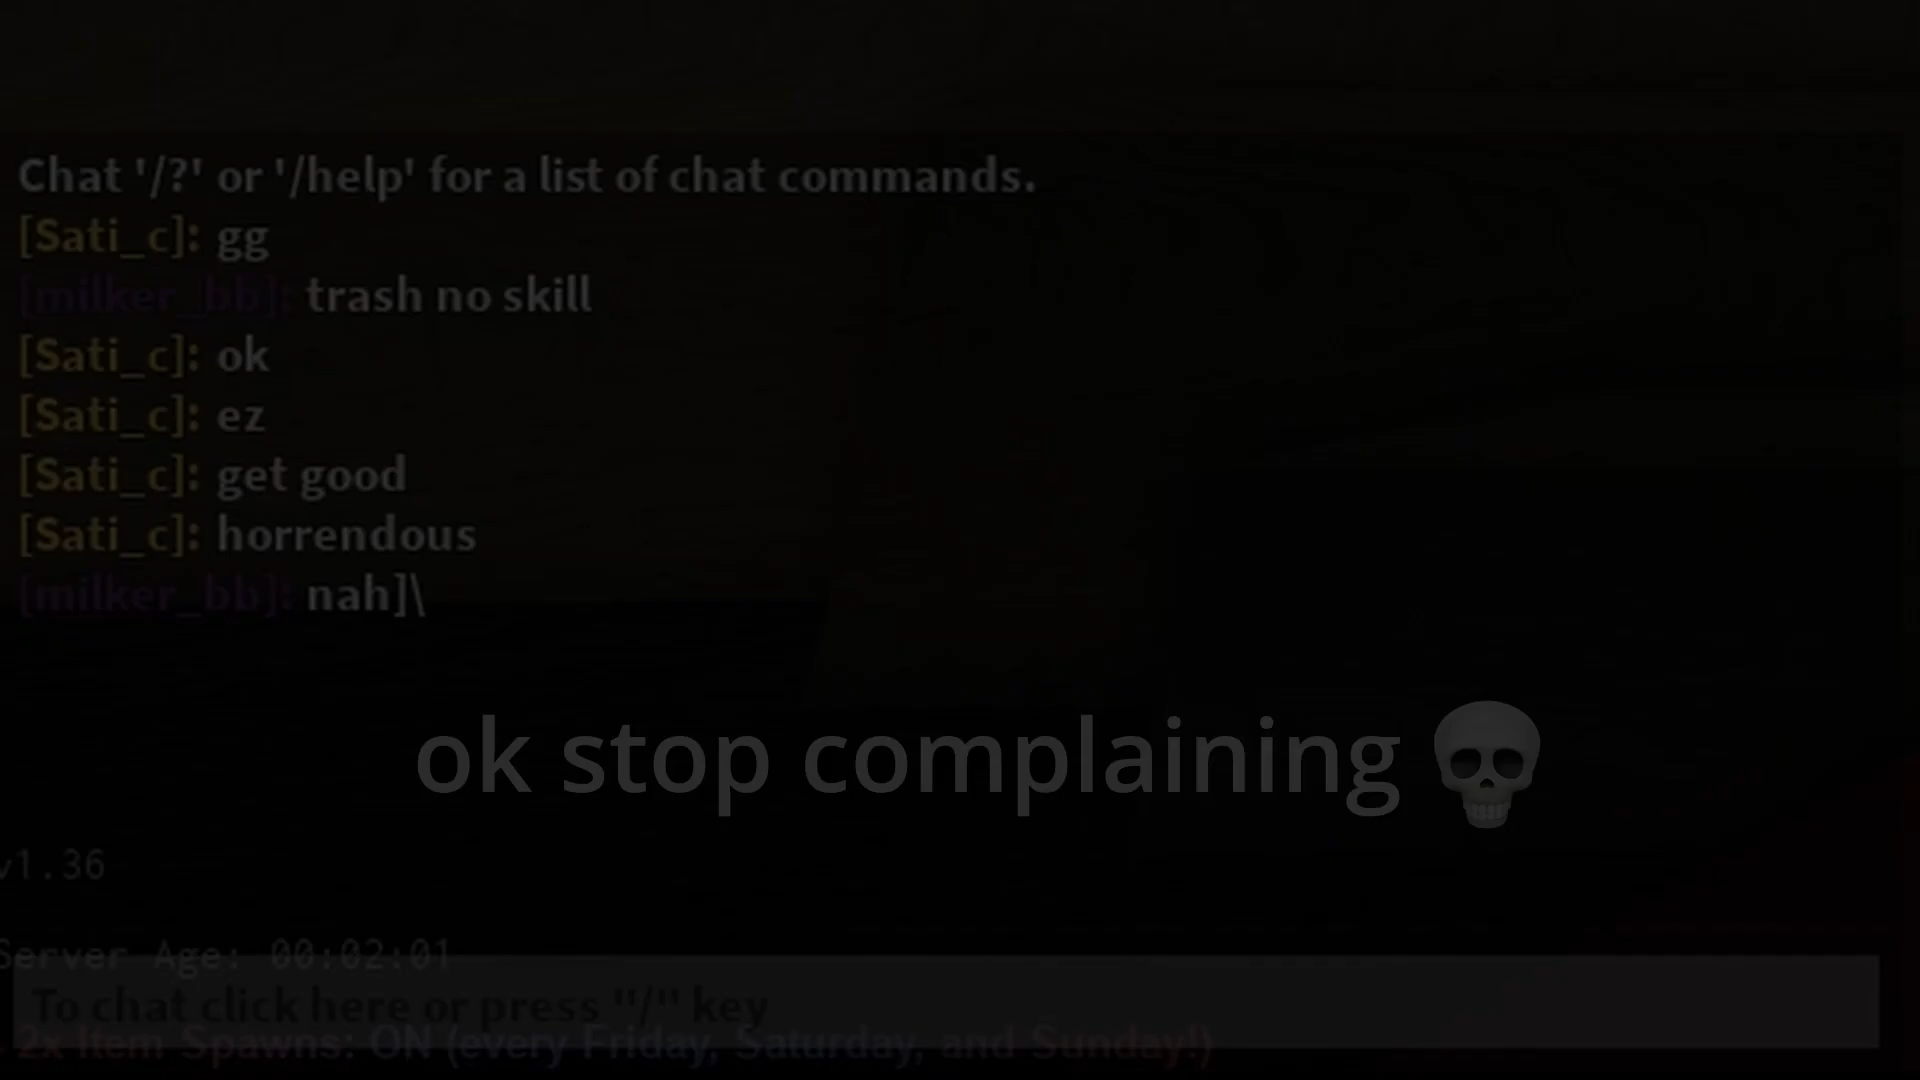 Chat '/?' or '/help' for a list of chat commands.
[Sati_c]: gg
[milker_bb]: trash no skill
[Sati_c]: ok
[Sati_c]: ez
[Sati_c]: get good
[Sati_c]: horrendous
[milker_bb]: nah]\
ok stop complaining 💀
v1.36
Server Age: 00:02:01
To chat click here or press "/" key
2x Item Spawns: ON (every Friday, Saturday, and Sunday!)